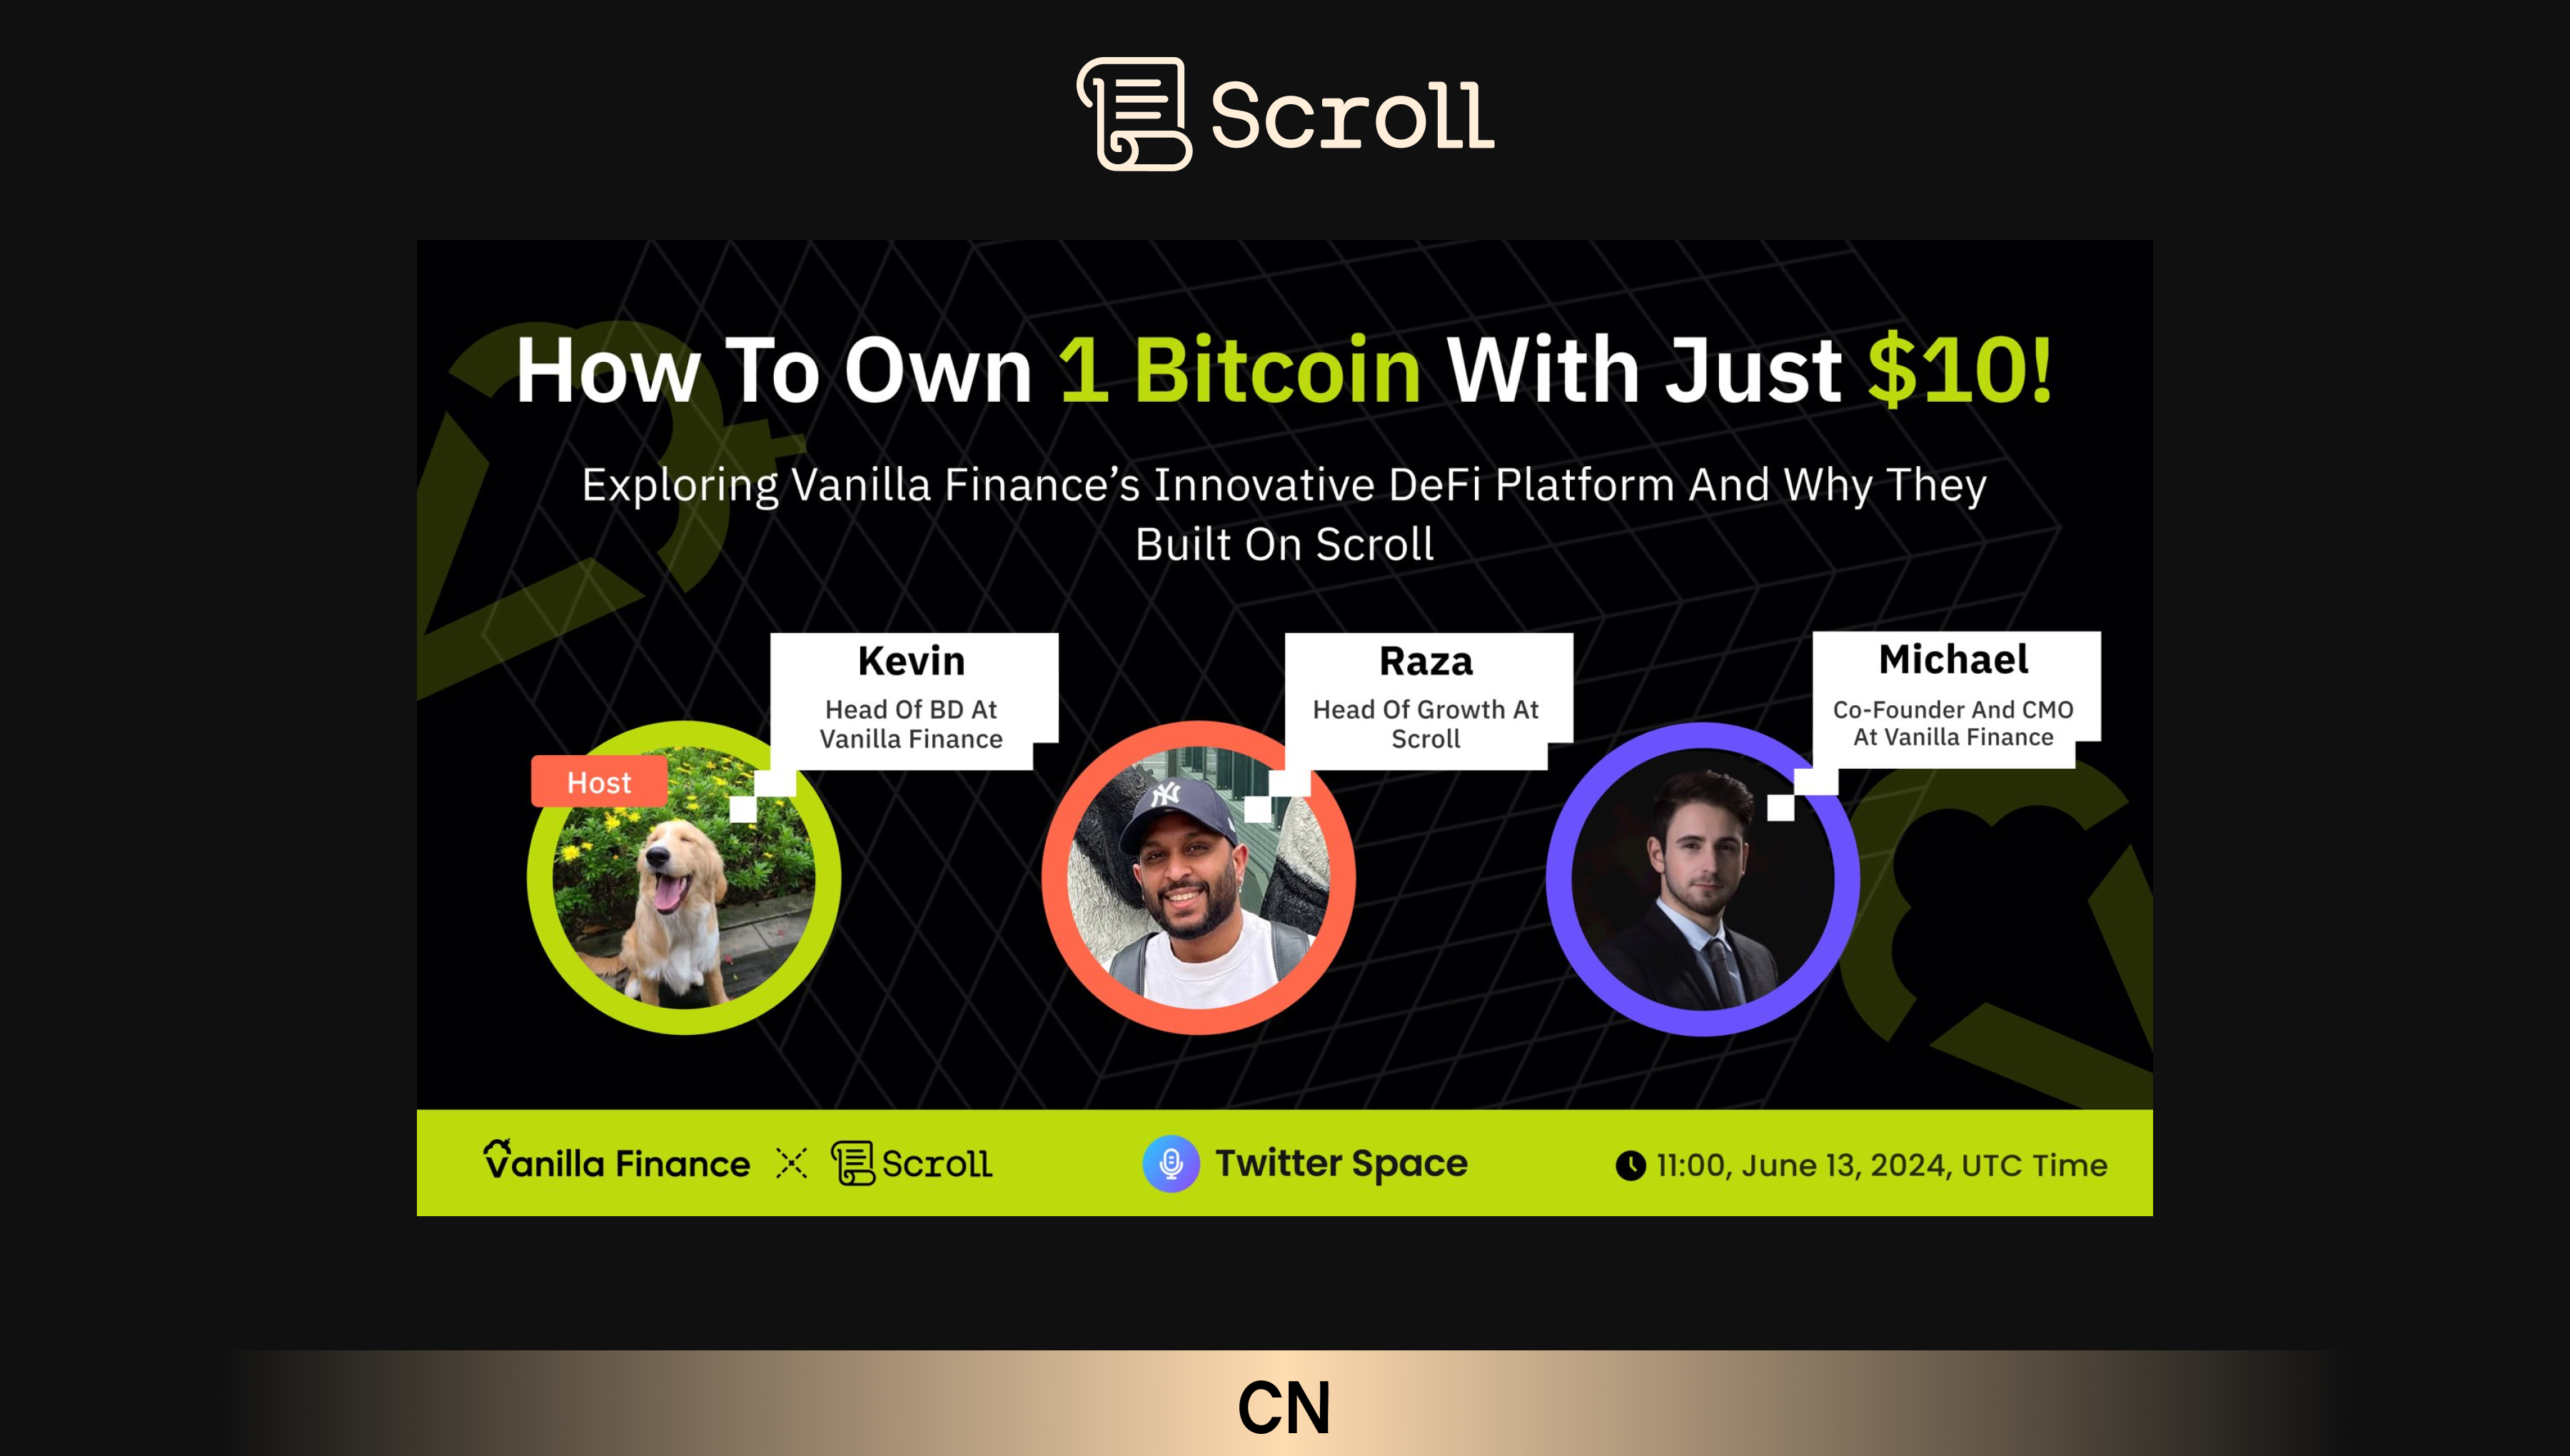 Scroll
How To Own 1 Bitcoin With Just $10!
Exploring Vanilla Finance’s Innovative DeFi Platform And Why They
Built On Scroll
Kevin
Head Of BD At
Vanilla Finance
Host
Raza
Head Of Growth At
Scroll
NY
Michael
Co-Founder And CMO
At Vanilla Finance
Vanilla Finance
Scroll
Twitter Space
11:00, June 13, 2024, UTC Time
CN